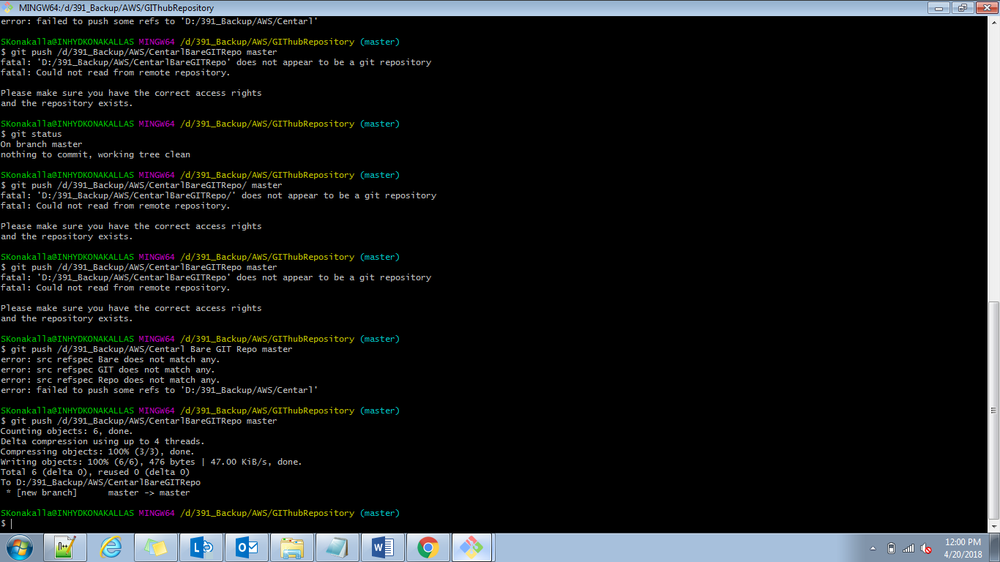 MINGW64:/d/391_Backup/AWS/GIThubRepository
error: failed to push some refs to 'D:/391_Backup/AWS/Centarl'
SKonakalla@INHYDKONAKALLAS MINGW64 /d/391_Backup/AWS/GIThubRepository (master)
$ git push /d/391_Backup/AWS/CentarlBareGITRepo master
fatal: 'D:/391_Backup/AWS/CentarlBareGITRepo' does not appear to be a git repository
fatal: Could not read from remote repository.
Please make sure you have the correct access rights
and the repository exists.
SKonakalla@INHYDKONAKALLAS MINGW64 /d/391_Backup/AWS/GIThubRepository (master)
$ git status
On branch master
nothing to commit, working tree clean
SKonakalla@INHYDKONAKALLAS MINGW64 /d/391_Backup/AWS/GIThubRepository (master)
$ git push /d/391_Backup/AWS/CentarlBareGITRepo/ master
fatal: 'D:/391_Backup/AWS/CentarlBareGITRepo/' does not appear to be a git repository
fatal: Could not read from remote repository.
Please make sure you have the correct access rights
and the repository exists.
SKonakalla@INHYDKONAKALLAS MINGW64 /d/391_Backup/AWS/GIThubRepository (master)
$ git push /d/391_Backup/AWS/CentarlBareGITRepo master
fatal: 'D:/391_Backup/AWS/CentarlBareGITRepo' does not appear to be a git repository
fatal: Could not read from remote repository.
Please make sure you have the correct access rights
and the repository exists.
SKonakalla@INHYDKONAKALLAS MINGW64 /d/391_Backup/AWS/GIThubRepository (master)
$ git push /d/391_Backup/AWS/Centarl Bare GIT Repo master
error: src refspec Bare does not match any.
error: src refspec GIT does not match any.
error: src refspec Repo does not match any.
error: failed to push some refs to 'D:/391_Backup/AWS/Centarl'
SKonakalla@INHYDKONAKALLAS MINGW64 /d/391_Backup/AWS/GIThubRepository (master)
$ git push /d/391_Backup/AWS/CentarlBareGITRepo master
Counting objects: 6, done.
Delta compression using up to 4 threads.
Compressing objects: 100% (3/3), done.
Writing objects: 100% (6/6), 476 bytes | 47.00 KiB/s, done.
Total 6 (delta 0), reused 0 (delta 0)
To D:/391_Backup/AWS/CentarlBareGITRepo
 * [new branch]      master -> master
SKonakalla@INHYDKONAKALLAS MINGW64 /d/391_Backup/AWS/GIThubRepository (master)
$
12:00 PM
4/20/2018